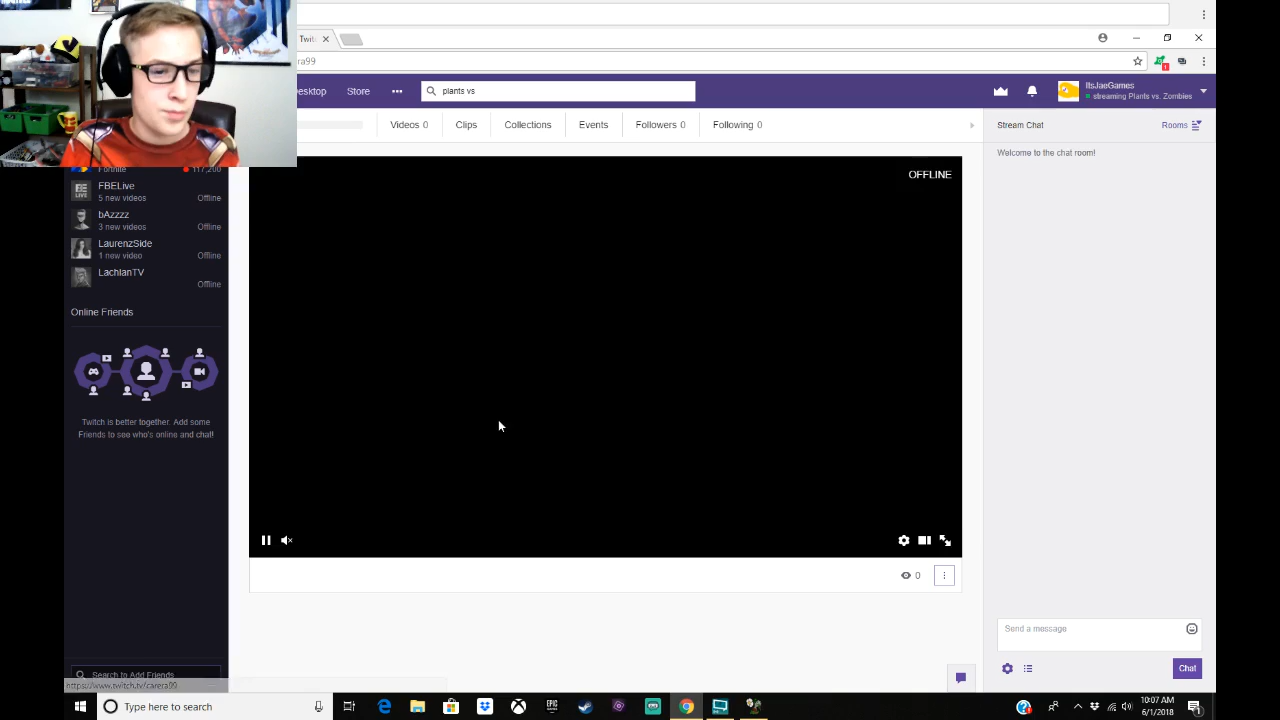 Twitc
ra99
esktop
Store
plants vs
ItsJaeGames
streaming Plants vs. Zombies
Videos 0
Clips
Collections
Events
Followers 0
Following 0
Stream Chat
Rooms
Welcome to the chat room!
OFFLINE
Fortnite
117,200
FBELive
5 new videos
Offline
bAzzzz
3 new videos
Offline
LaurenzSide
1 new video
Offline
LachlanTV
Offline
Online Friends
Twitch is better together. Add some
Friends to see who's online and chat!
0
Send a message
Chat
Search to Add Friends
https://www.twitch.tv/carera99
Type here to search
10:07 AM
6/1/2018